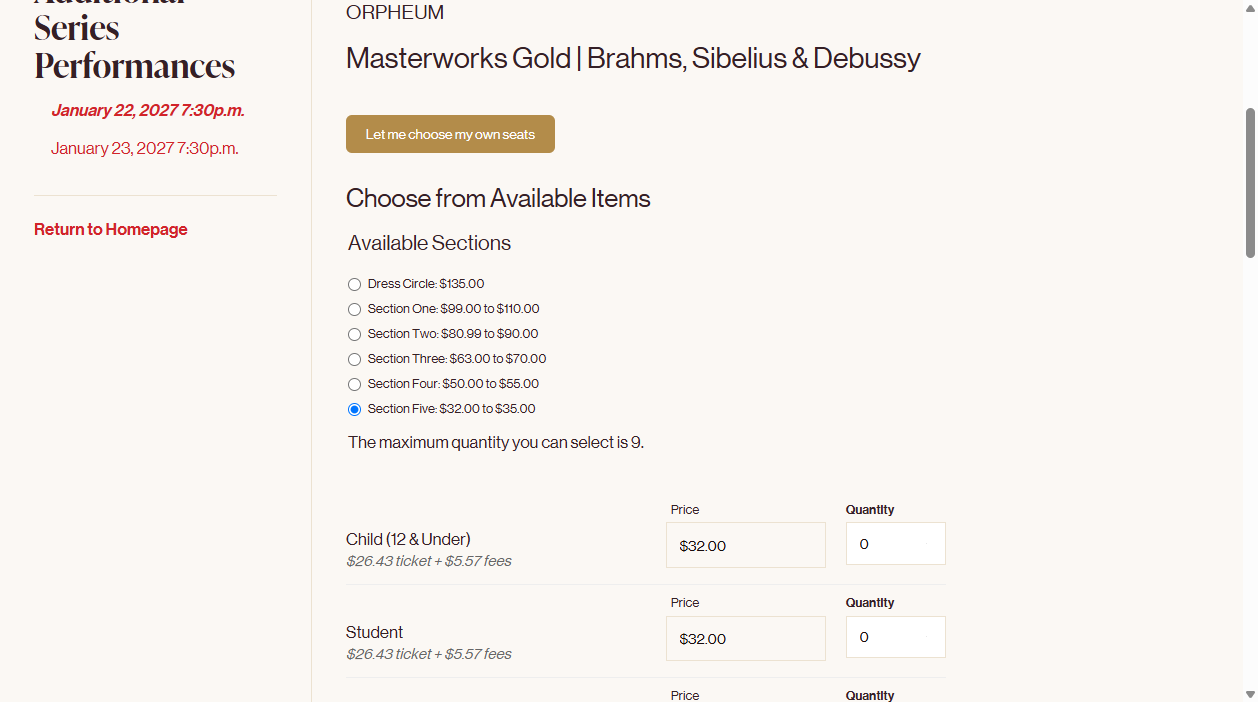 Additional
Series
Performances
January 22, 2027 7:30p.m.
January 23, 2027 7:30p.m.
Return to Homepage
ORPHEUM
Masterworks Gold | Brahms, Sibelius & Debussy
Let me choose my own seats
Choose from Available Items
Available Sections
Dress Circle: $135.00
Section One: $99.00 to $110.00
Section Two: $80.99 to $90.00
Section Three: $63.00 to $70.00
Section Four: $50.00 to $55.00
Section Five: $32.00 to $35.00
The maximum quantity you can select is 9.
Price Quantity
Child (12 & Under) $32.00 0
$26.43 ticket + $5.57 fees
Price Quantity
Student $32.00 0
$26.43 ticket + $5.57 fees
Price Quantity